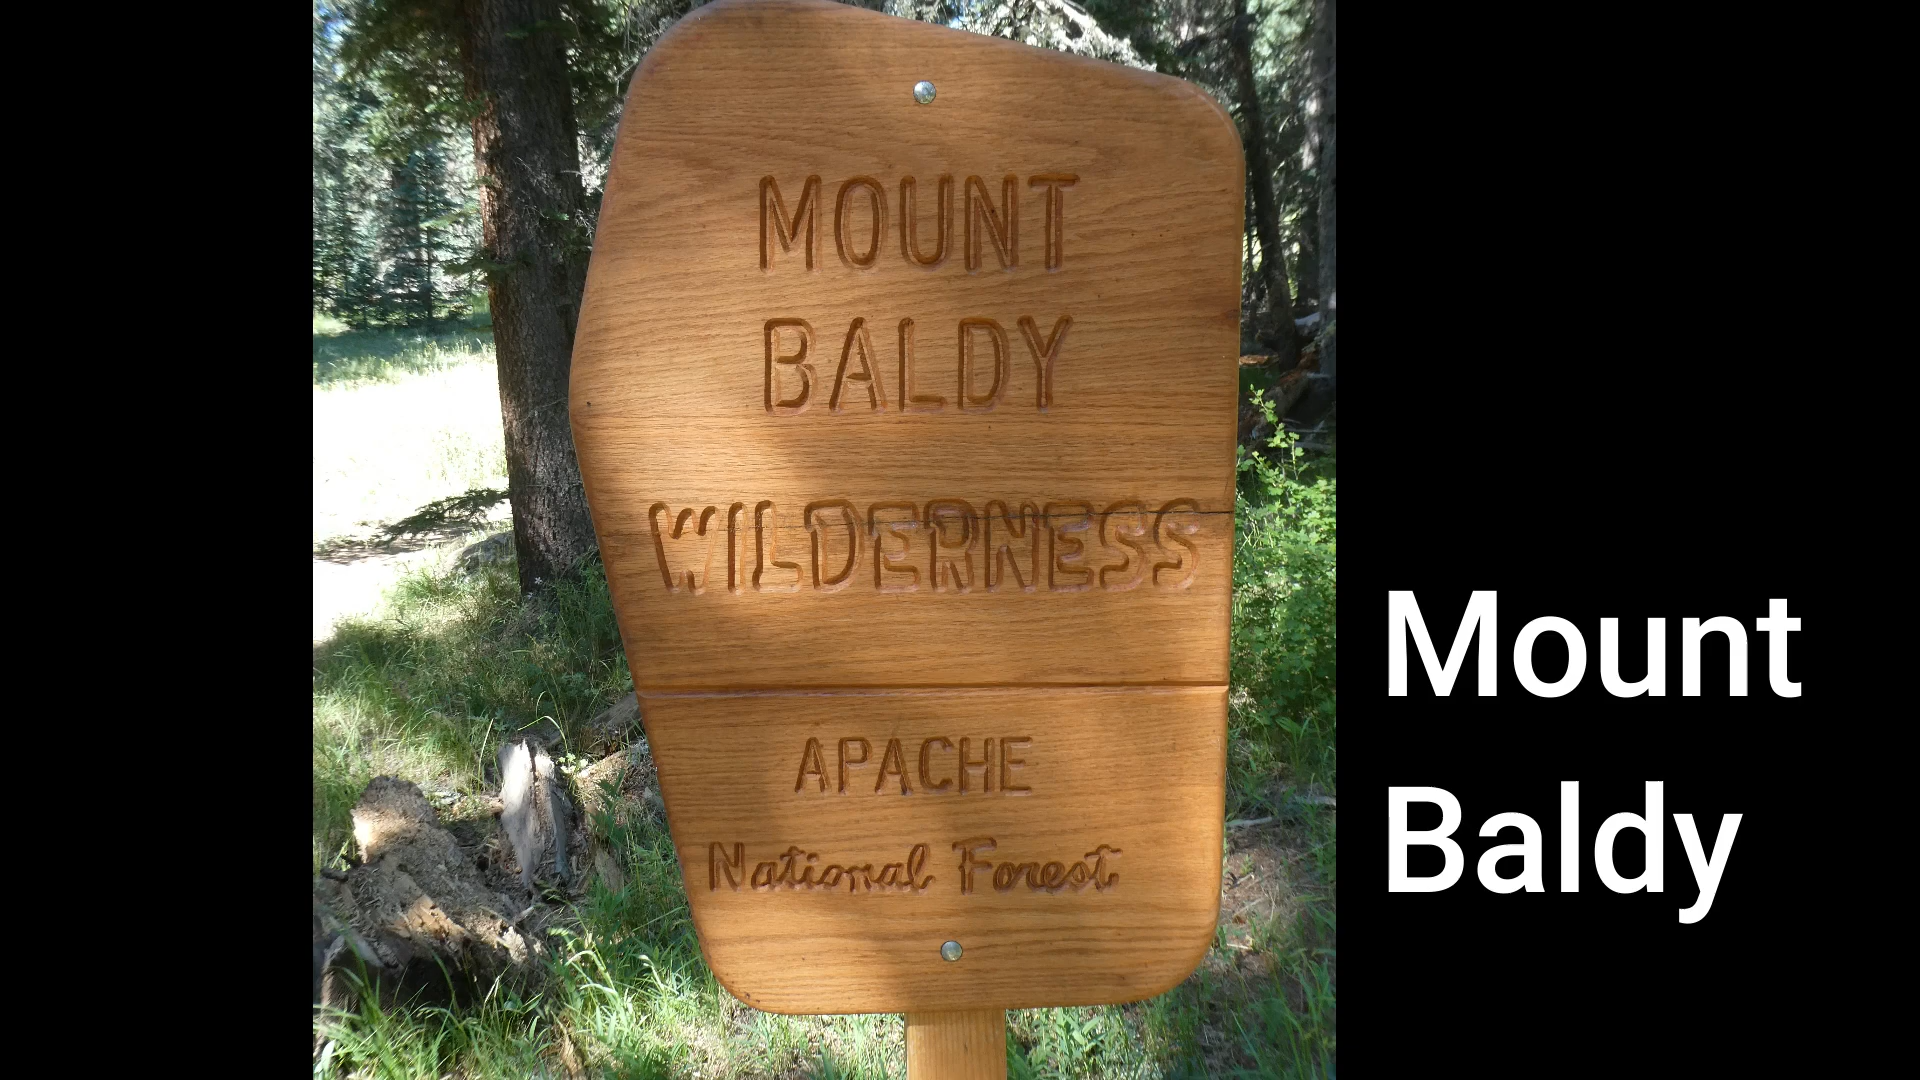 MOUNT
BALDY
WILDERNESS
APACHE
National Forest
Mount
Baldy